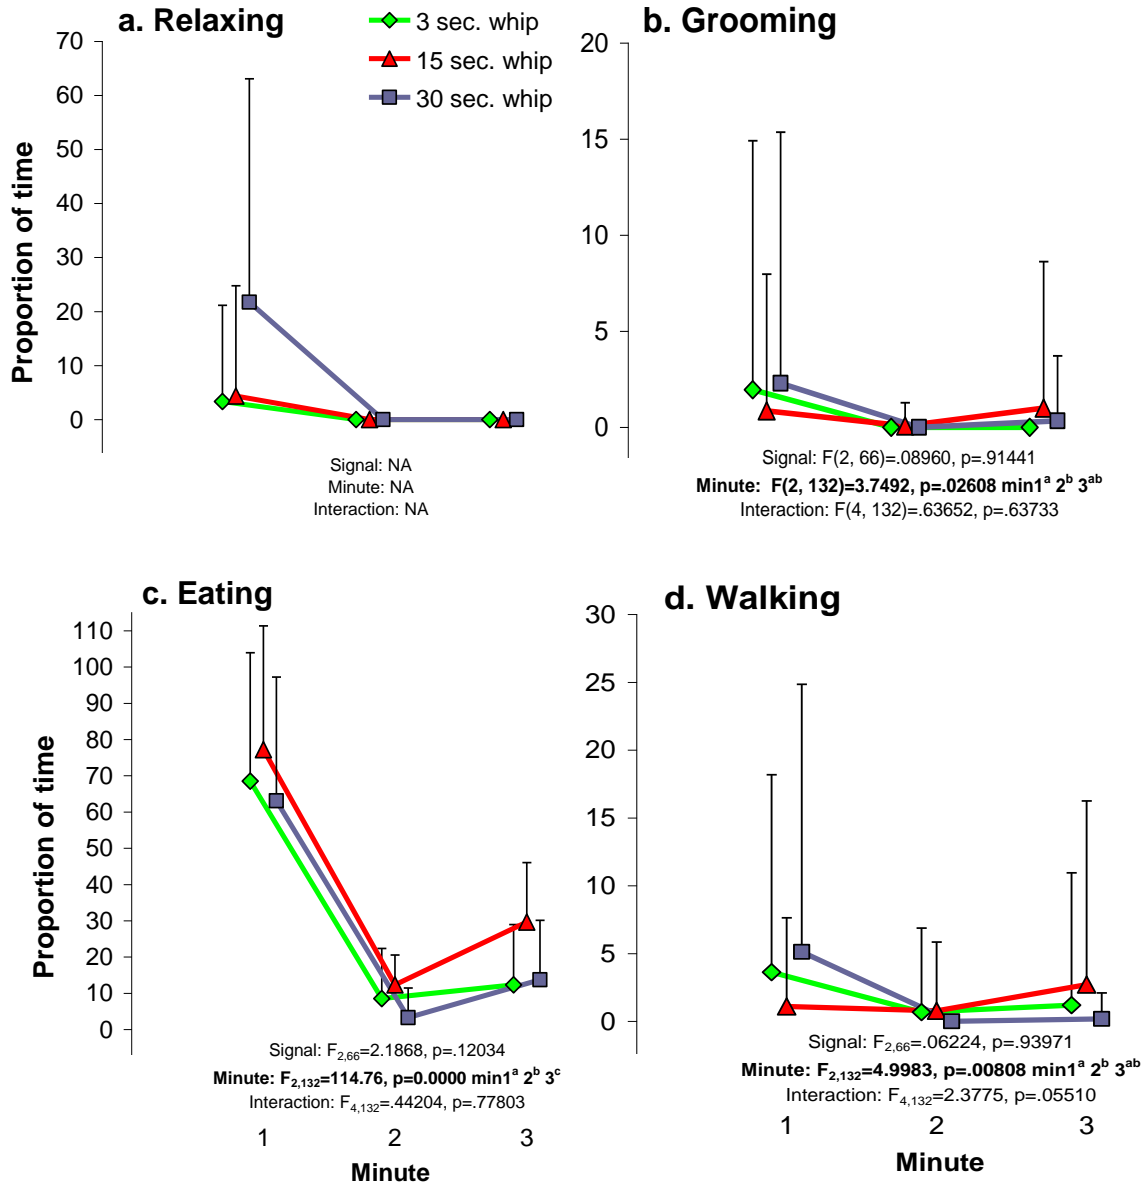 a. Relaxing
3 sec. whip
15 sec. whip
30 sec. whip
Proportion of time
70
60
50
40
30
20
10
0
Signal: NA
Minute: NA
Interaction: NA
b. Grooming
20
15
10
5
0
Signal: F(2, 66)=.08960, p=.91441
Minute:  F(2, 132)=3.7492, p=.02608 min1ᵃ 2ᵇ 3ᵃᵇ
Interaction: F(4, 132)=.63652, p=.63733
c. Eating
Proportion of time
110
100
90
80
70
60
50
40
30
20
10
0
Signal: F₂,₆₆=2.1868, p=.12034
Minute: F₂,₁₃₂=114.76, p=0.0000 min1ᵃ 2ᵇ 3ᶜ
Interaction: F₄,₁₃₂=.44204, p=.77803
1 2 3
Minute
d. Walking
30
25
20
15
10
5
0
Signal: F₂,₆₆=.06224, p=.93971
Minute: F₂,₁₃₂=4.9983, p=.00808 min1ᵃ 2ᵇ 3ᵃᵇ
Interaction: F₄,₁₃₂=2.3775, p=.05510
1 2 3
Minute